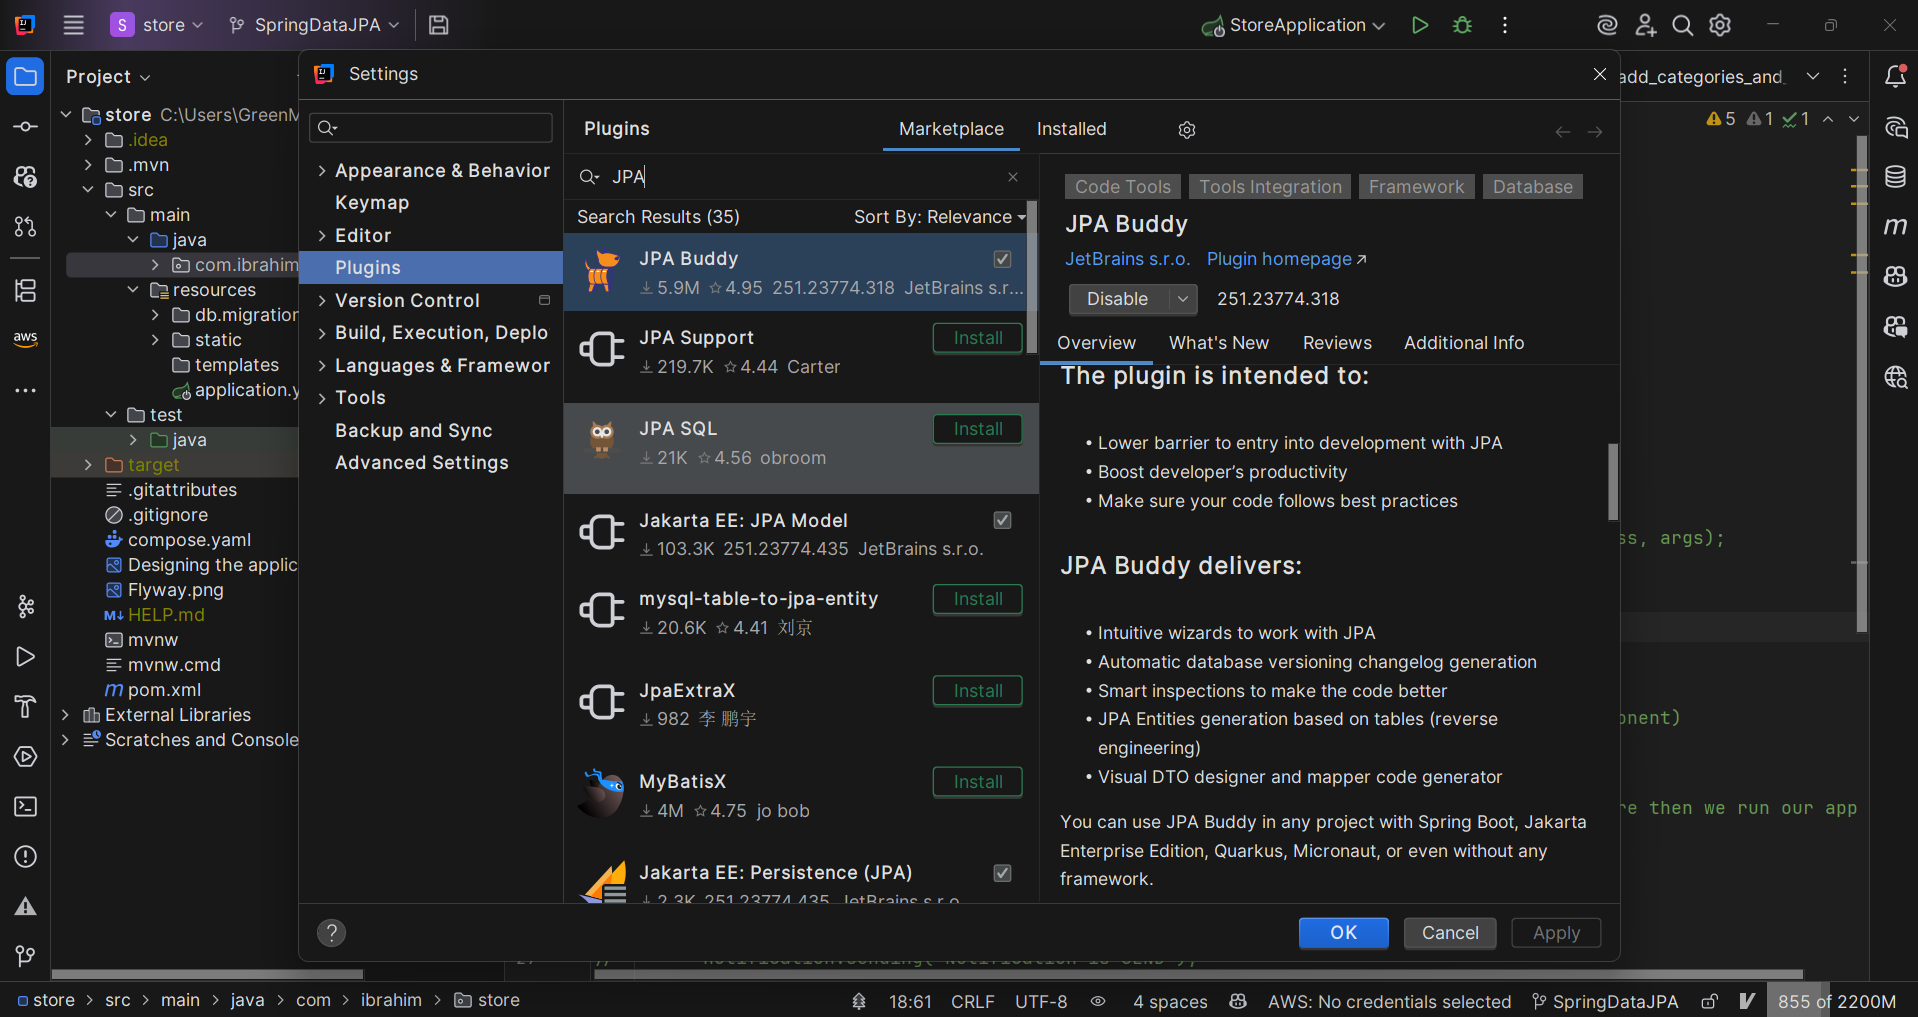 S store SpringDataJPA StoreApplication
Project
add_categories_and_
store C:\Users\GreenM
.idea
.mvn
src
main
java
com.ibrahim
resources
db.migration
static
templates
application.y
test
java
target
.gitattributes
.gitignore
compose.yaml
Designing the applic
Flyway.png
HELP.md
mvnw
mvnw.cmd
pom.xml
External Libraries
Scratches and Console
aws
Settings
Appearance & Behavior
Keymap
Editor
Plugins
Version Control
Build, Execution, Deplo
Languages & Framewor
Tools
Backup and Sync
Advanced Settings
Plugins Marketplace Installed
JPA
Search Results (35) Sort By: Relevance
JPA Buddy
5.9M 4.95 251.23774.318 JetBrains s.r...
JPA Support Install
219.7K 4.44 Carter
JPA SQL Install
21K 4.56 obroom
Jakarta EE: JPA Model
103.3K 251.23774.435 JetBrains s.r.o.
mysql-table-to-jpa-entity Install
20.6K 4.41 刘京
JpaExtraX Install
982 李 鹏宇
MyBatisX Install
4M 4.75 jo bob
Jakarta EE: Persistence (JPA)
2.3K 251.23774.435 JetBrains s.r.o.
Code Tools Tools Integration Framework Database
JPA Buddy
JetBrains s.r.o. Plugin homepage ↗
Disable 251.23774.318
Overview What's New Reviews Additional Info
The plugin is intended to:
• Lower barrier to entry into development with JPA
• Boost developer's productivity
• Make sure your code follows best practices
JPA Buddy delivers:
• Intuitive wizards to work with JPA
• Automatic database versioning changelog generation
• Smart inspections to make the code better
• JPA Entities generation based on tables (reverse
engineering)
• Visual DTO designer and mapper code generator
You can use JPA Buddy in any project with Spring Boot, Jakarta
Enterprise Edition, Quarkus, Micronaut, or even without any
framework.
? OK Cancel Apply
5 1 1
ss, args);
onent)
re then we run our app
store > src > main > java > com > ibrahim > store
18:61 CRLF UTF-8 4 spaces AWS: No credentials selected SpringDataJPA 855 of 2200M